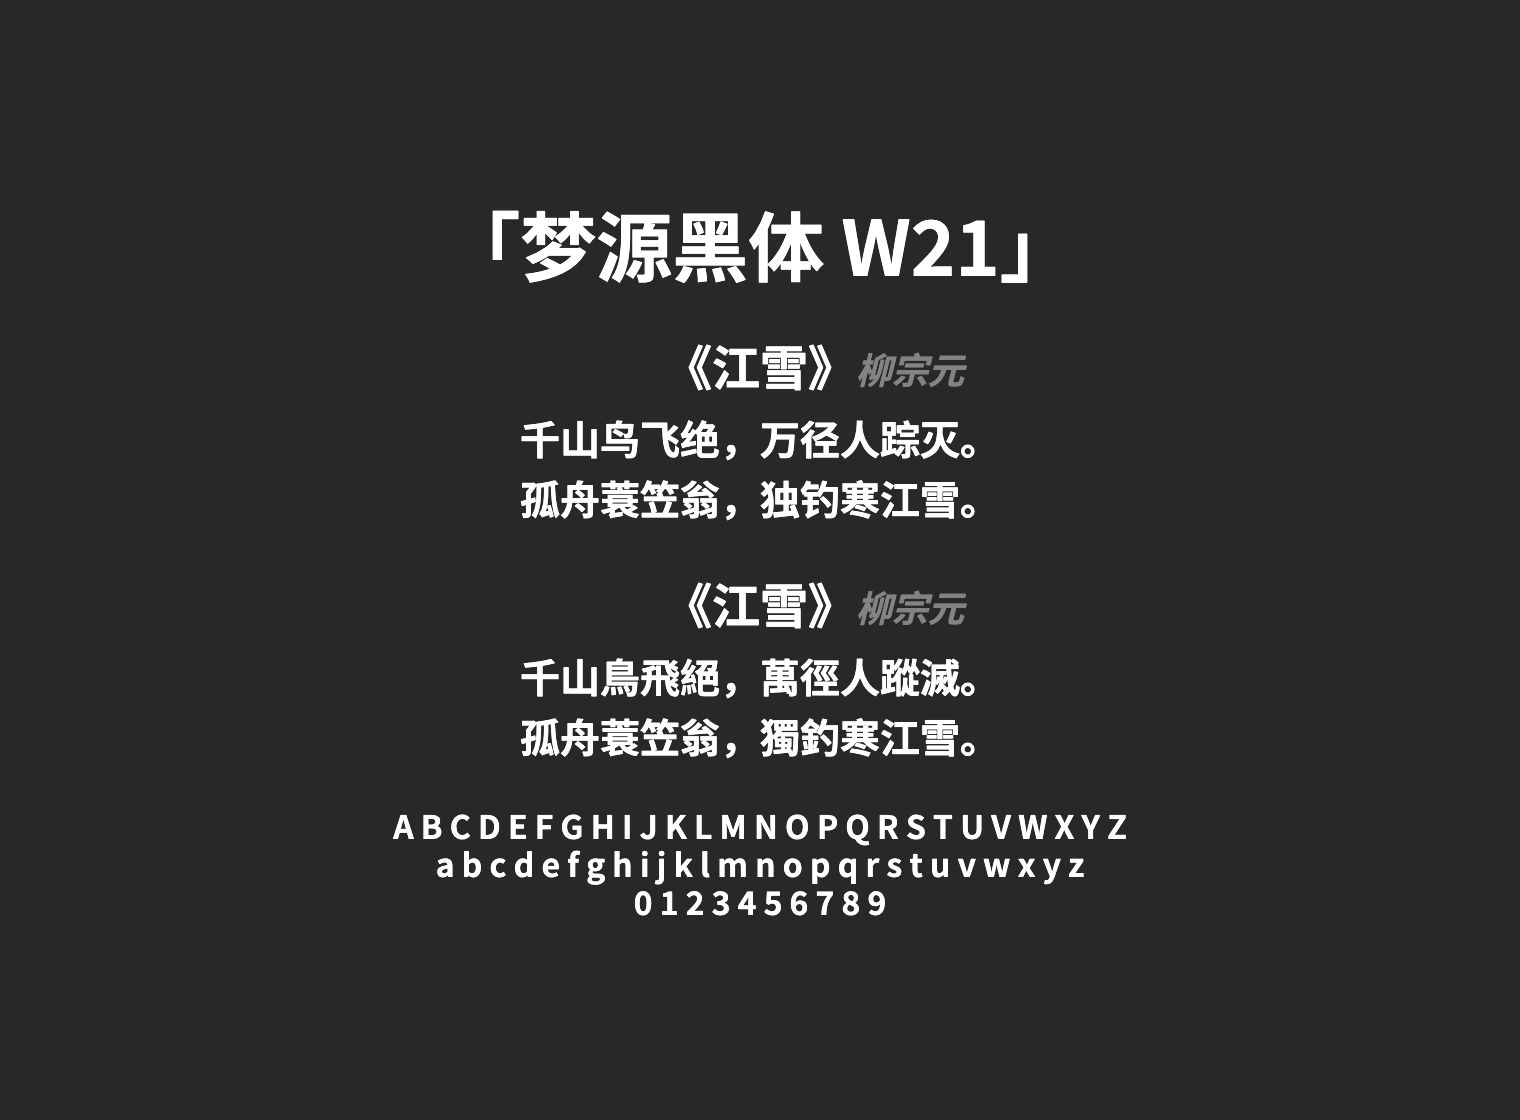 「梦源黑体 W21」
《江雪》 柳宗元
千山鸟飞绝，万径人踪灭。
孤舟蓑笠翁，独钓寒江雪。
《江雪》 柳宗元
千山鳥飛絕，萬徑人蹤滅。
孤舟蓑笠翁，獨釣寒江雪。
A B C D E F G H I J K L M N O P Q R S T U V W X Y Z
a b c d e f g h i j k l m n o p q r s t u v w x y z
0 1 2 3 4 5 6 7 8 9